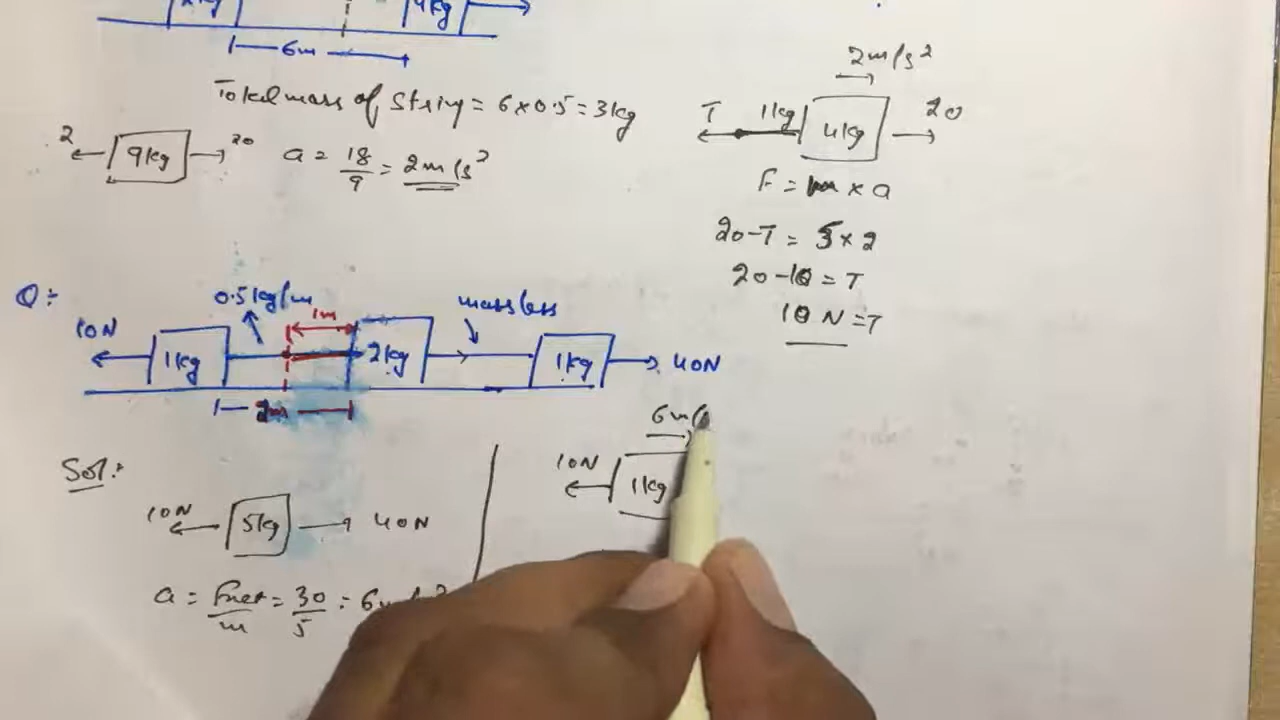 4kg
6m
Total mass of string = 6×0.5 = 3kg
2 9kg 20 a = 18/9 = 2m/s²
2m/s²
T 1kg 4kg 20
F = m × a
20-T = 5×2
20-10 = T
10 N = T
Q:
0.5kg/m 1m massless
10N 1kg 2kg 1kg 40N
2m
Sol:
10N 5kg 40N
a = Fnet/m = 30/5 = 6
6m/
10N 1kg